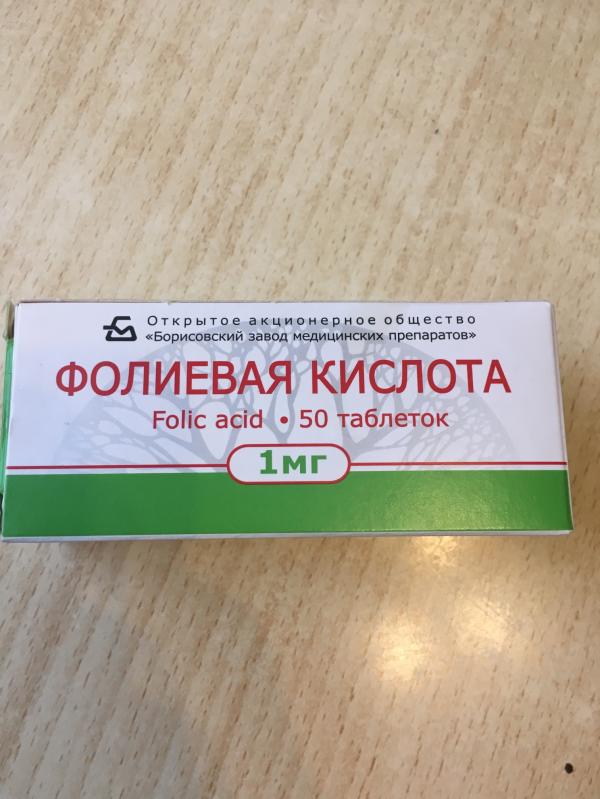 Открытое акционерное общество
«Борисовский завод медицинских препаратов»
ФОЛИЕВАЯ КИСЛОТА
Folic acid • 50 таблеток
1мг